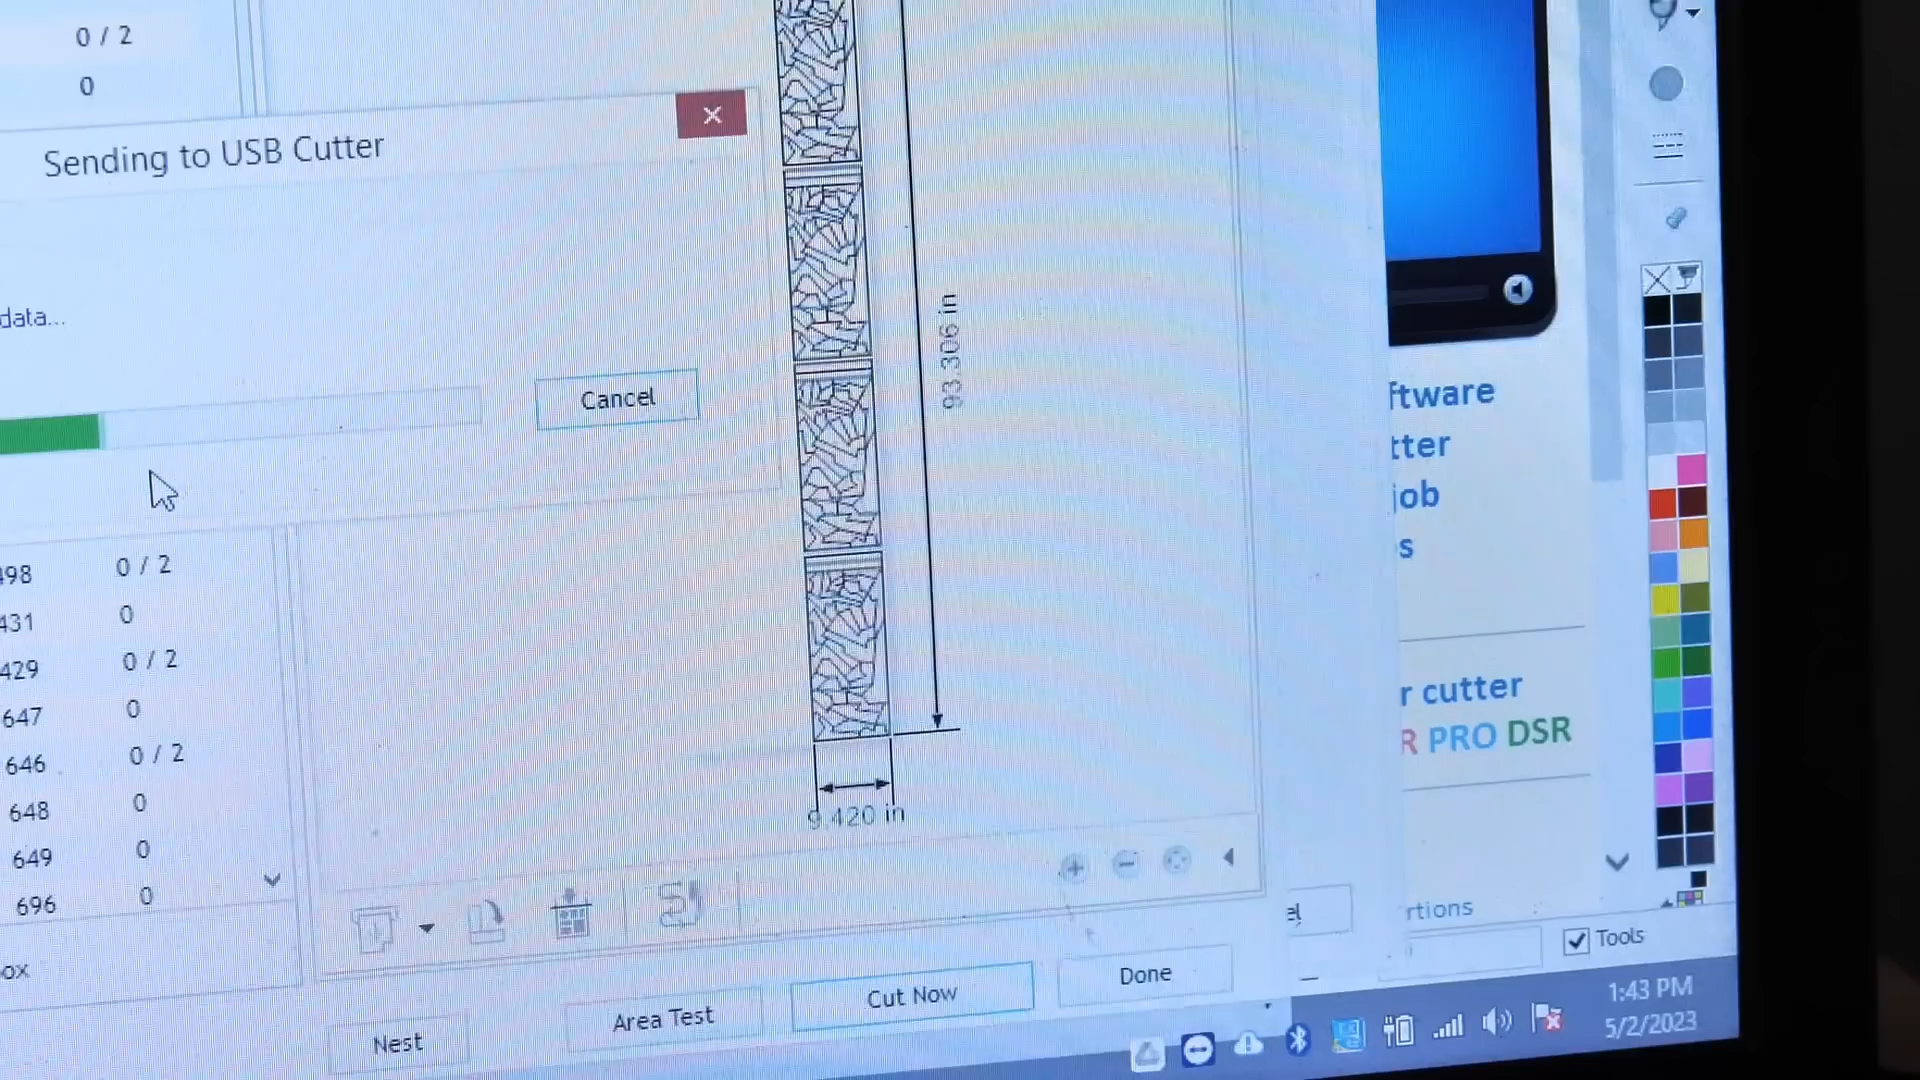 0 / 2
0
Sending to USB Cutter
data...
Cancel
498
0 / 2
431
0
429
0 / 2
647
0
646
0 / 2
648
0
649
0
696
0
ox
93.306 in
9.420 in
Nest
Area Test
Cut Now
Done
ftware
tter
job
s
r cutter
R PRO DSR
el
rtions
Tools
1:43 PM
5/2/2023